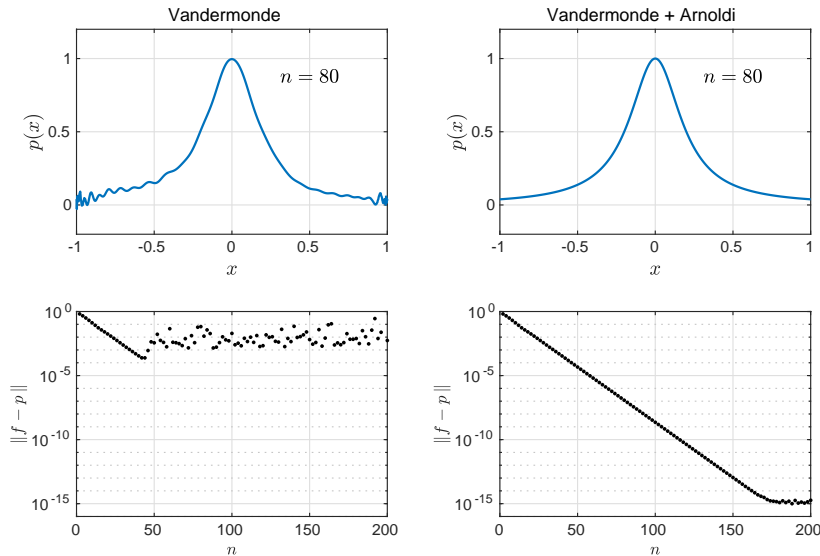 Vandermonde
Vandermonde + Arnoldi
1
0.5
0
p(x)
n = 80
-1 -0.5 0 0.5 1
x
1
0.5
0
p(x)
n = 80
-1 -0.5 0 0.5 1
x
10^0
10^-5
10^-10
10^-15
‖f − p‖
0 50 100 150 200
n
10^0
10^-5
10^-10
10^-15
‖f − p‖
0 50 100 150 200
n